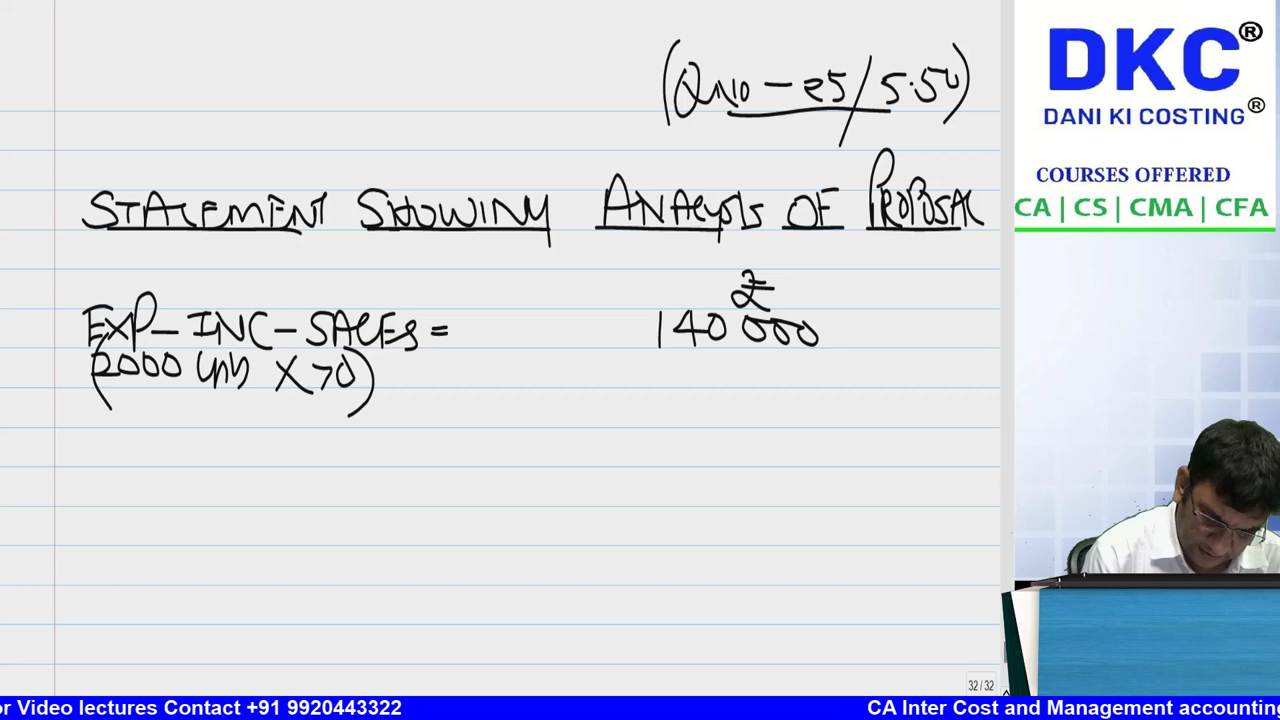 (QNO - 25/5.50)
STATEMENT SHOWING ANALYSIS OF PROPOSAL
₹
EXP - INC - SALES = 140 000
(2000 units X 70)
32 / 32
DKC®
DANI KI COSTING®
COURSES OFFERED
CA | CS | CMA | CFA
or Video lectures Contact +91 9920443322
CA Inter Cost and Management accounting